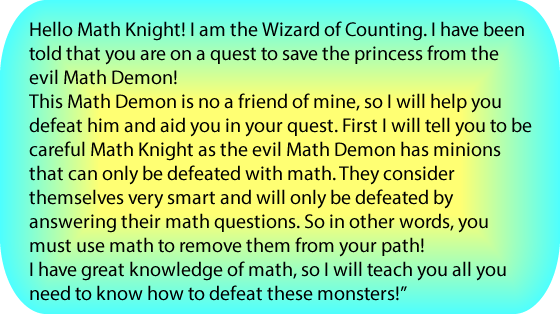 Hello Math Knight! I am the Wizard of Counting. I have been
told that you are on a quest to save the princess from the
evil Math Demon!
This Math Demon is no a friend of mine, so I will help you
defeat him and aid you in your quest. First I will tell you to be
careful Math Knight as the evil Math Demon has minions
that can only be defeated with math. They consider
themselves very smart and will only be defeated by
answering their math questions. So in other words, you
must use math to remove them from your path!
I have great knowledge of math, so I will teach you all you
need to know how to defeat these monsters!”